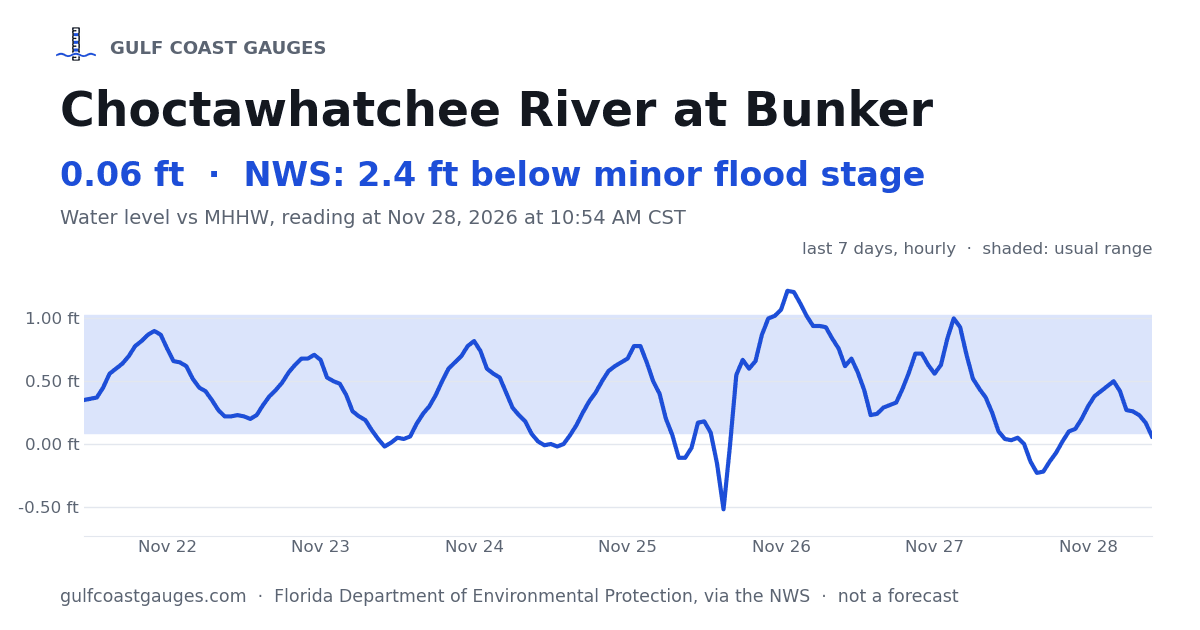 GULF COAST GAUGES
Choctawhatchee River at Bunker
0.06 ft · NWS: 2.4 ft below minor flood stage
Water level vs MHHW, reading at Nov 28, 2026 at 10:54 AM CST
last 7 days, hourly · shaded: usual range
1.00 ft
0.50 ft
0.00 ft
-0.50 ft
Nov 22 Nov 23 Nov 24 Nov 25 Nov 26 Nov 27 Nov 28
gulfcoastgauges.com · Florida Department of Environmental Protection, via the NWS · not a forecast